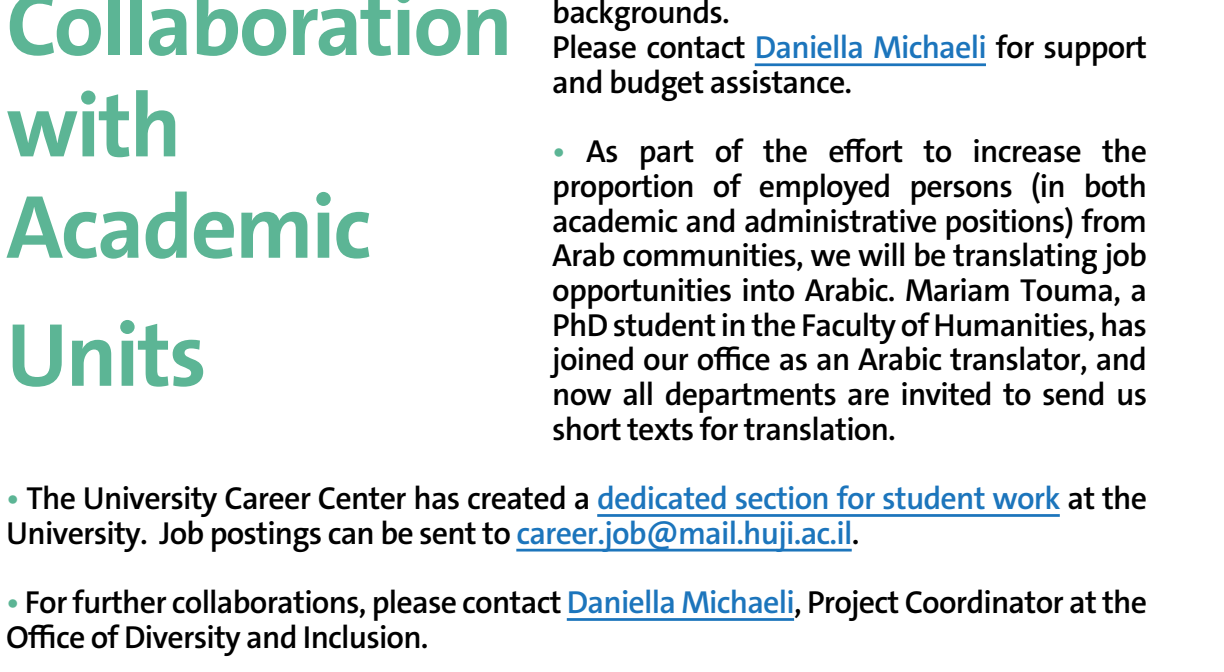 Collaboration
with
Academic
Units
backgrounds.
Please contact Daniella Michaeli for support
and budget assistance.
• As part of the effort to increase the
proportion of employed persons (in both
academic and administrative positions) from
Arab communities, we will be translating job
opportunities into Arabic. Mariam Touma, a
PhD student in the Faculty of Humanities, has
joined our office as an Arabic translator, and
now all departments are invited to send us
short texts for translation.
• The University Career Center has created a dedicated section for student work at the
University.  Job postings can be sent to career.job@mail.huji.ac.il.
• For further collaborations, please contact Daniella Michaeli, Project Coordinator at the
Office of Diversity and Inclusion.